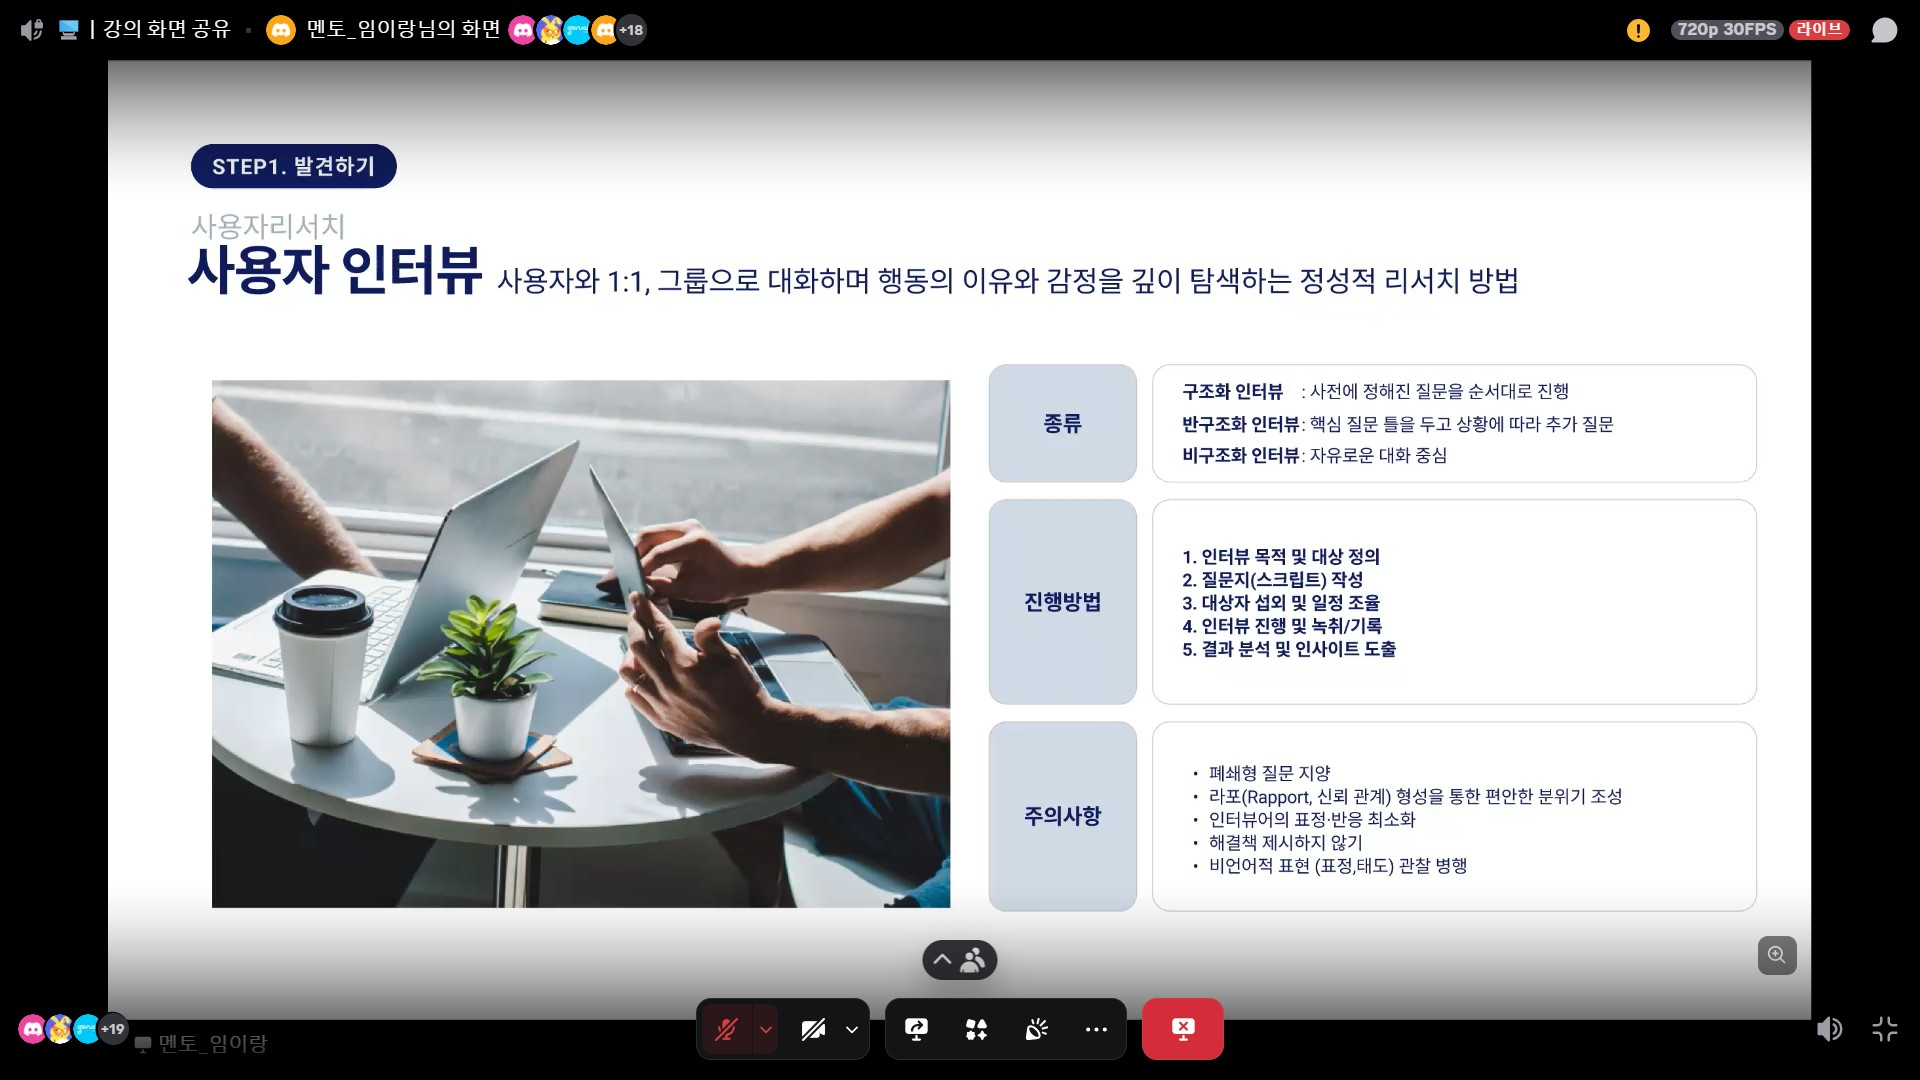 | 강의 화면 공유
멘토_임이랑님의 화면
+18
720p 30FPS
라이브
STEP1. 발견하기
사용자리서치
사용자 인터뷰 사용자와 1:1, 그룹으로 대화하며 행동의 이유와 감정을 깊이 탐색하는 정성적 리서치 방법
종류
구조화 인터뷰 : 사전에 정해진 질문을 순서대로 진행
반구조화 인터뷰 : 핵심 질문 틀을 두고 상황에 따라 추가 질문
비구조화 인터뷰 : 자유로운 대화 중심
진행방법
1. 인터뷰 목적 및 대상 정의
2. 질문지(스크립트) 작성
3. 대상자 섭외 및 일정 조율
4. 인터뷰 진행 및 녹취/기록
5. 결과 분석 및 인사이트 도출
주의사항
• 폐쇄형 질문 지양
• 라포(Rapport, 신뢰 관계) 형성을 통한 편안한 분위기 조성
• 인터뷰어의 표정·반응 최소화
• 해결책 제시하지 않기
• 비언어적 표현 (표정,태도) 관찰 병행
+19
멘토_임이랑